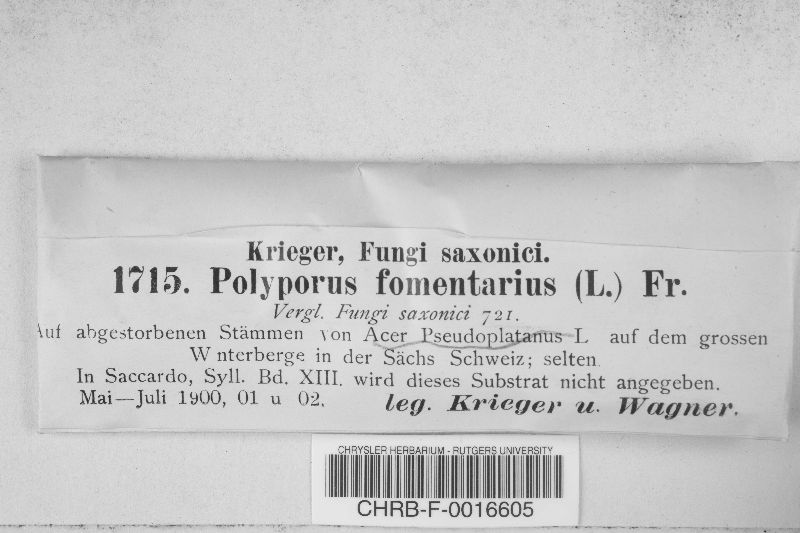 Krieger, Fungi saxonici.
1715. Polyporus fomentarius (L.) Fr.
Vergl. Fungi saxonici 721.
Auf abgestorbenen Stämmen von Acer Pseudoplatanus L auf dem grossen
W nterberge in der Sächs Schweiz; selten
In Saccardo, Syll. Bd. XIII. wird dieses Substrat nicht angegeben.
Mai—Juli 1900, 01 u 02. leg. Krieger u. Wagner.
CHRYSLER HERBARIUM - RUTGERS UNIVERSITY
CHRB-F-0016605